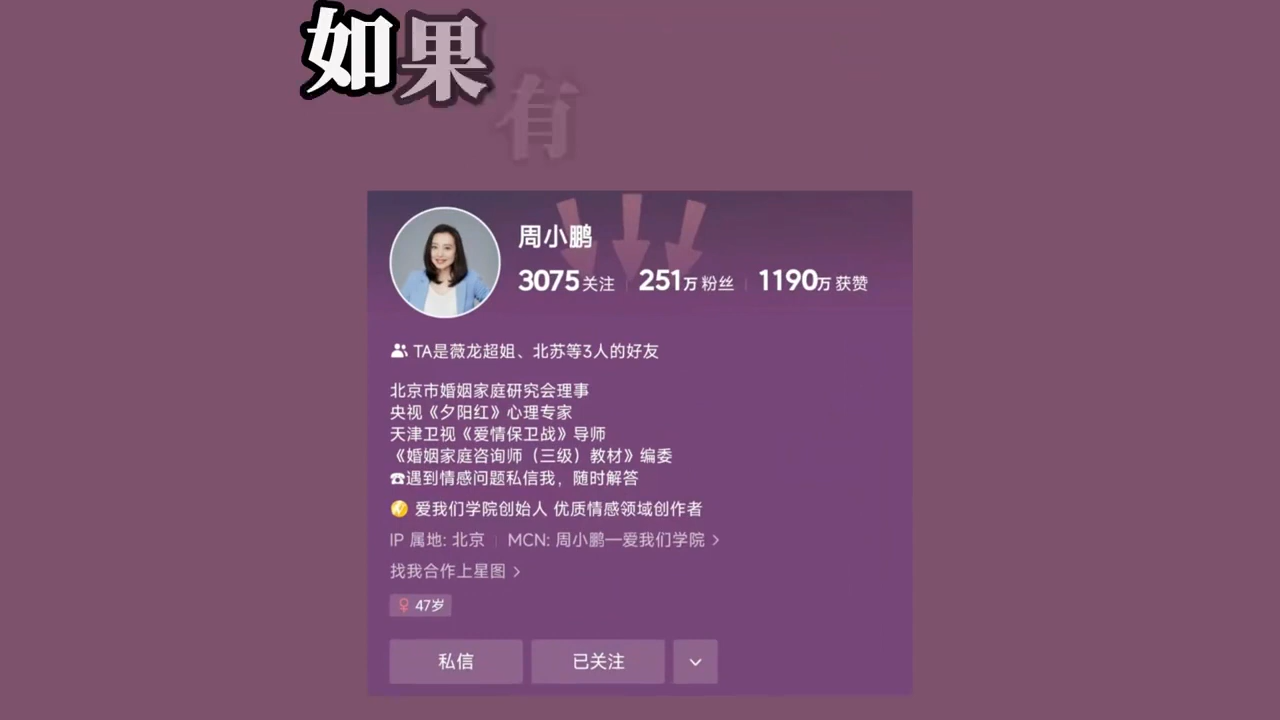 如果有
周小鹏
3075关注 251万粉丝 1190万获赞
TA是薇龙超姐、北苏等3人的好友
北京市婚姻家庭研究会理事
央视《夕阳红》心理专家
天津卫视《爱情保卫战》导师
《婚姻家庭咨询师（三级）教材》编委
☎遇到情感问题私信我，随时解答
爱我们学院创始人 优质情感领域创作者
IP 属地: 北京 MCN: 周小鹏—爱我们学院 >
找我合作上星图 >
♀ 47岁
私信 已关注